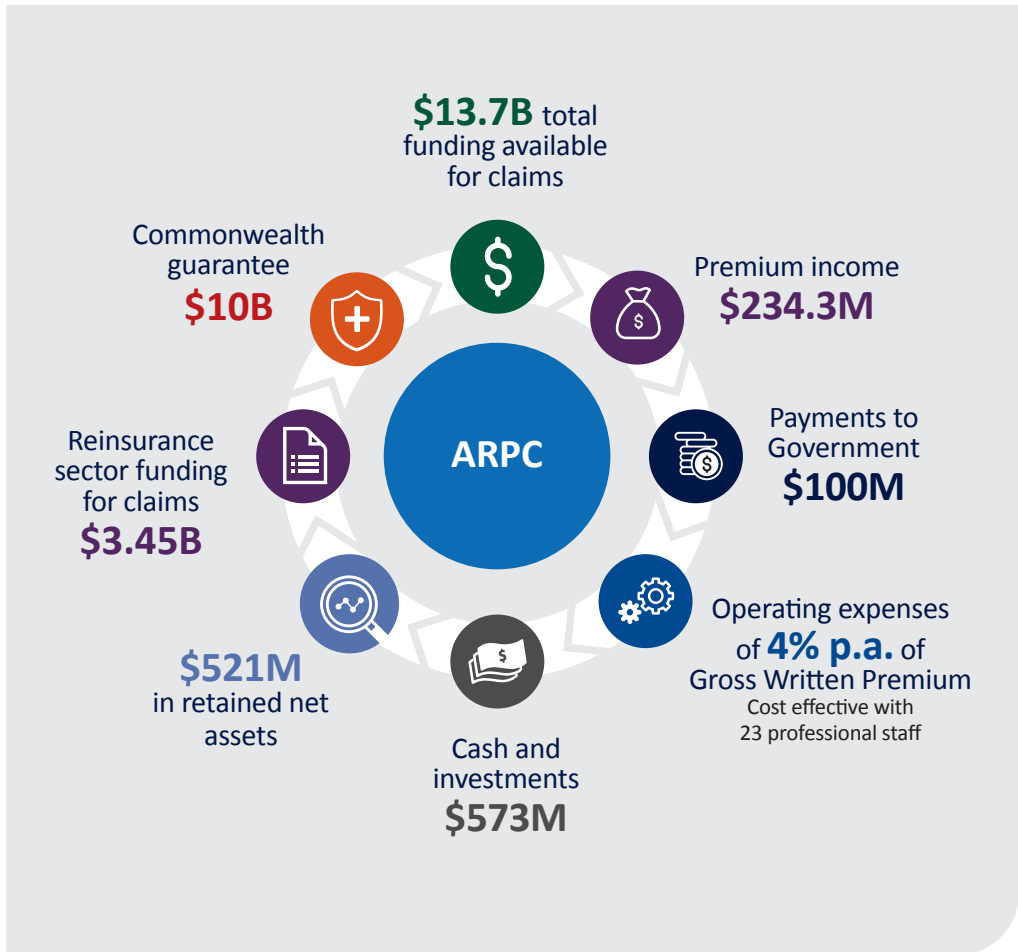 $13.7B total
funding available
for claims
Premium income
$234.3M
Payments to
Government
$100M
Operating expenses
of 4% p.a. of
Gross Written Premium
Cost effective with
23 professional staff
Cash and
investments
$573M
$521M
in retained net
assets
Reinsurance
sector funding
for claims
$3.45B
Commonwealth
guarantee
$10B
ARPC
$
$
$
$